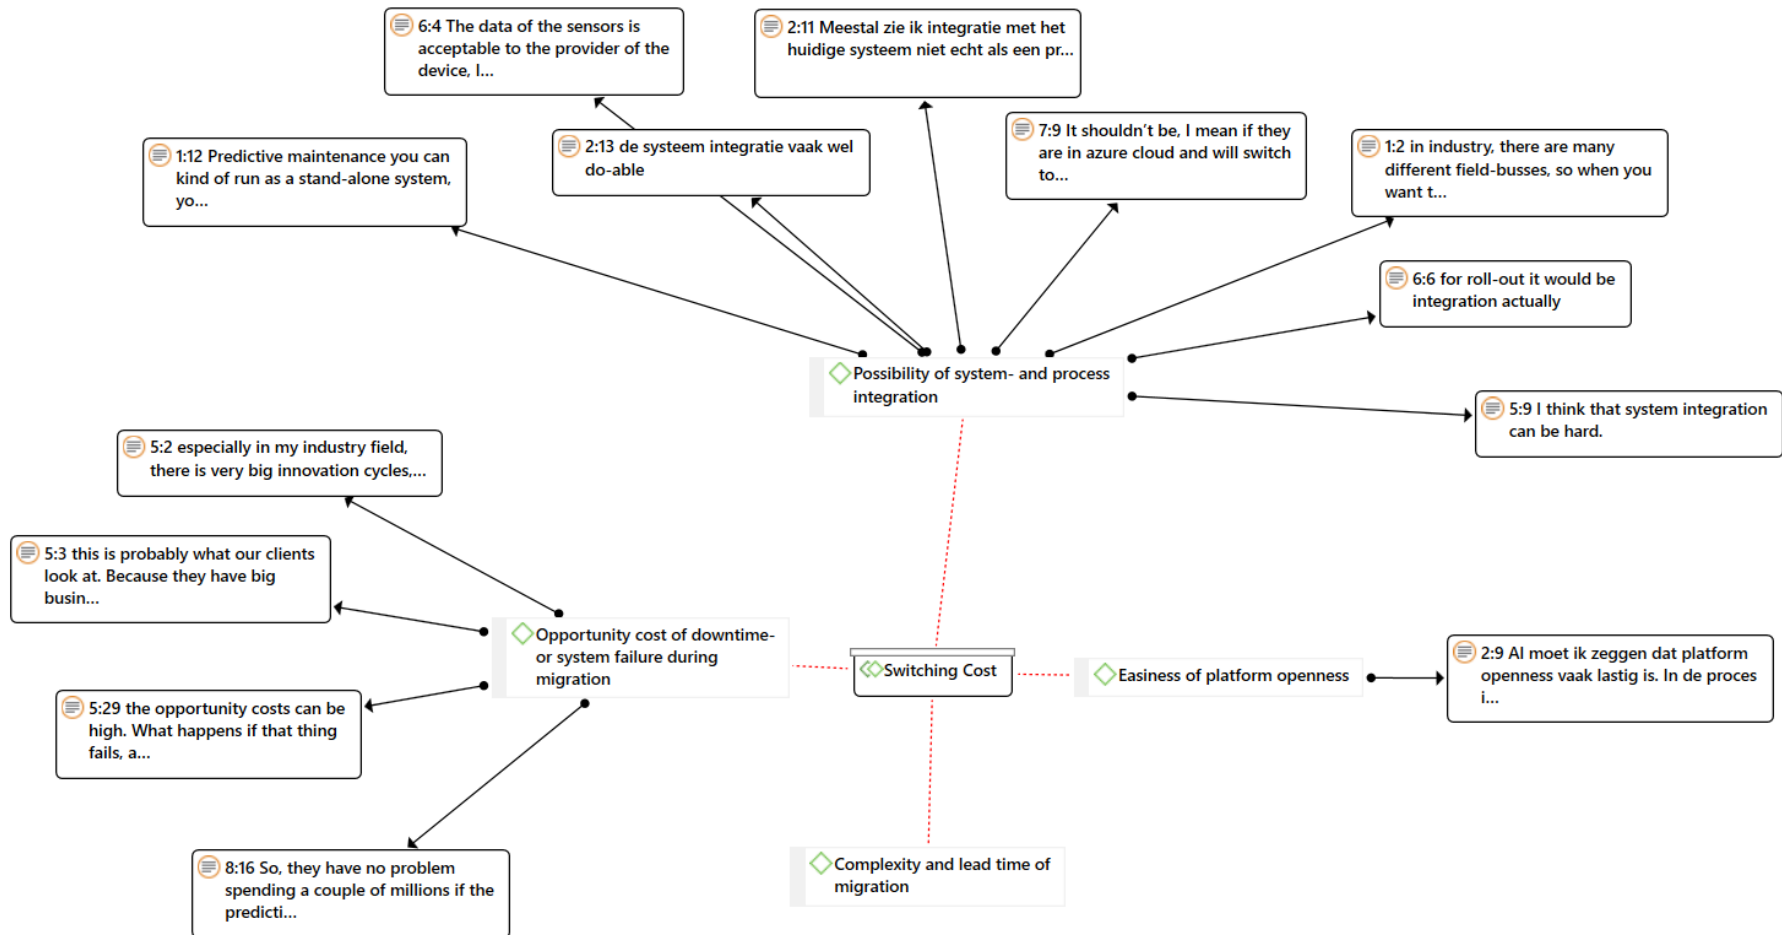 6:4 The data of the sensors is
acceptable to the provider of the
device, I...
2:11 Meestal zie ik integratie met het
huidige systeem niet echt als een pr...
1:12 Predictive maintenance you can
kind of run as a stand-alone system,
yo...
2:13 de systeem integratie vaak wel
do-able
7:9 It shouldn't be, I mean if they
are in azure cloud and will switch
to...
1:2 in industry, there are many
different field-busses, so when you
want t...
6:6 for roll-out it would be
integration actually
Possibility of system- and process
integration
5:9 I think that system integration
can be hard.
5:2 especially in my industry field,
there is very big innovation cycles,...
5:3 this is probably what our clients
look at. Because they have big
busin...
Opportunity cost of downtime-
or system failure during
migration
Switching Cost
Easiness of platform openness
2:9 Al moet ik zeggen dat platform
openness vaak lastig is. In de proces
i...
5:29 the opportunity costs can be
high. What happens if that thing
fails, a...
8:16 So, they have no problem
spending a couple of millions if the
predicti...
Complexity and lead time of
migration